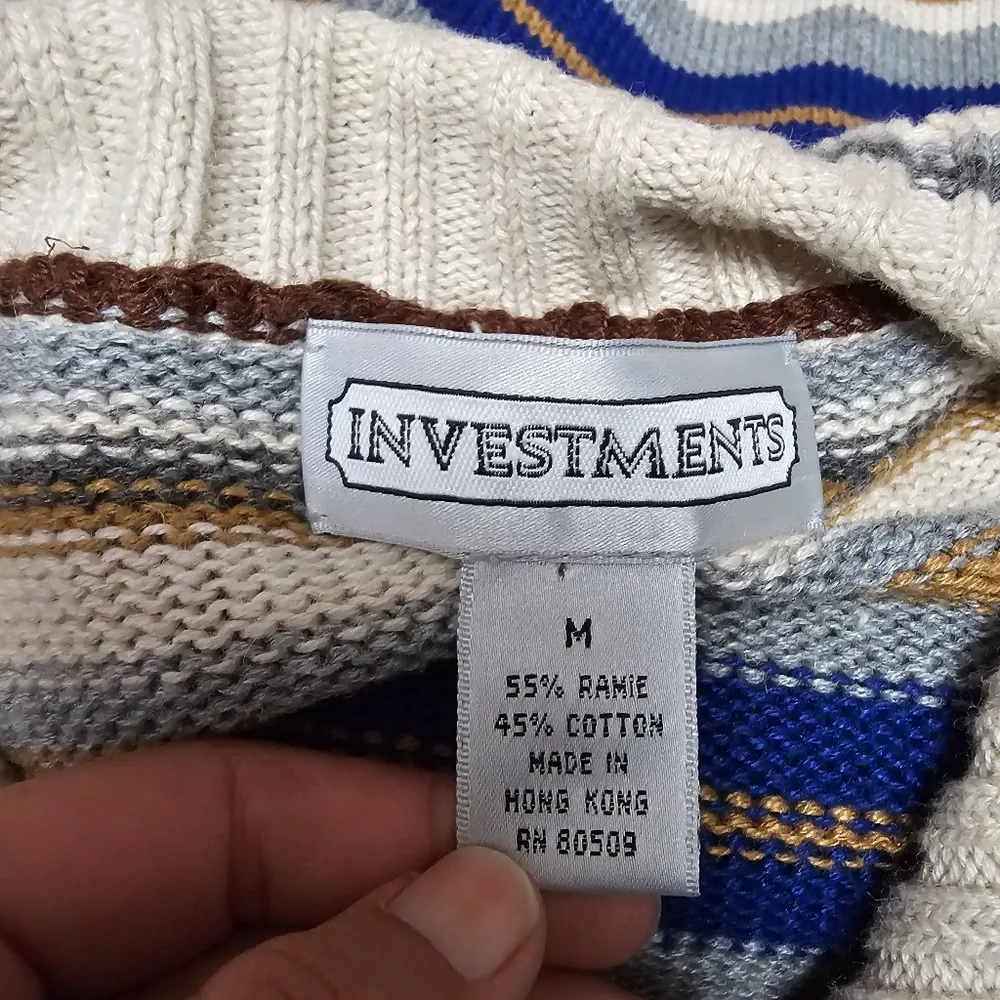 INVESTMENTS
M
55% RAMIE
45% COTTON
MADE IN
HONG KONG
RN 80509